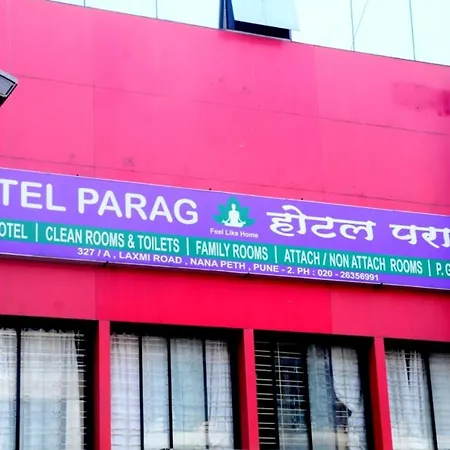 TEL PARAG
Feel Like Home
होटल परा
OTEL | CLEAN ROOMS & TOILETS | FAMILY ROOMS | ATTACH / NON ATTACH ROOMS | P.G
327 / A , LAXMI ROAD , NANA PETH , PUNE - 2. PH : 020 - 26356991